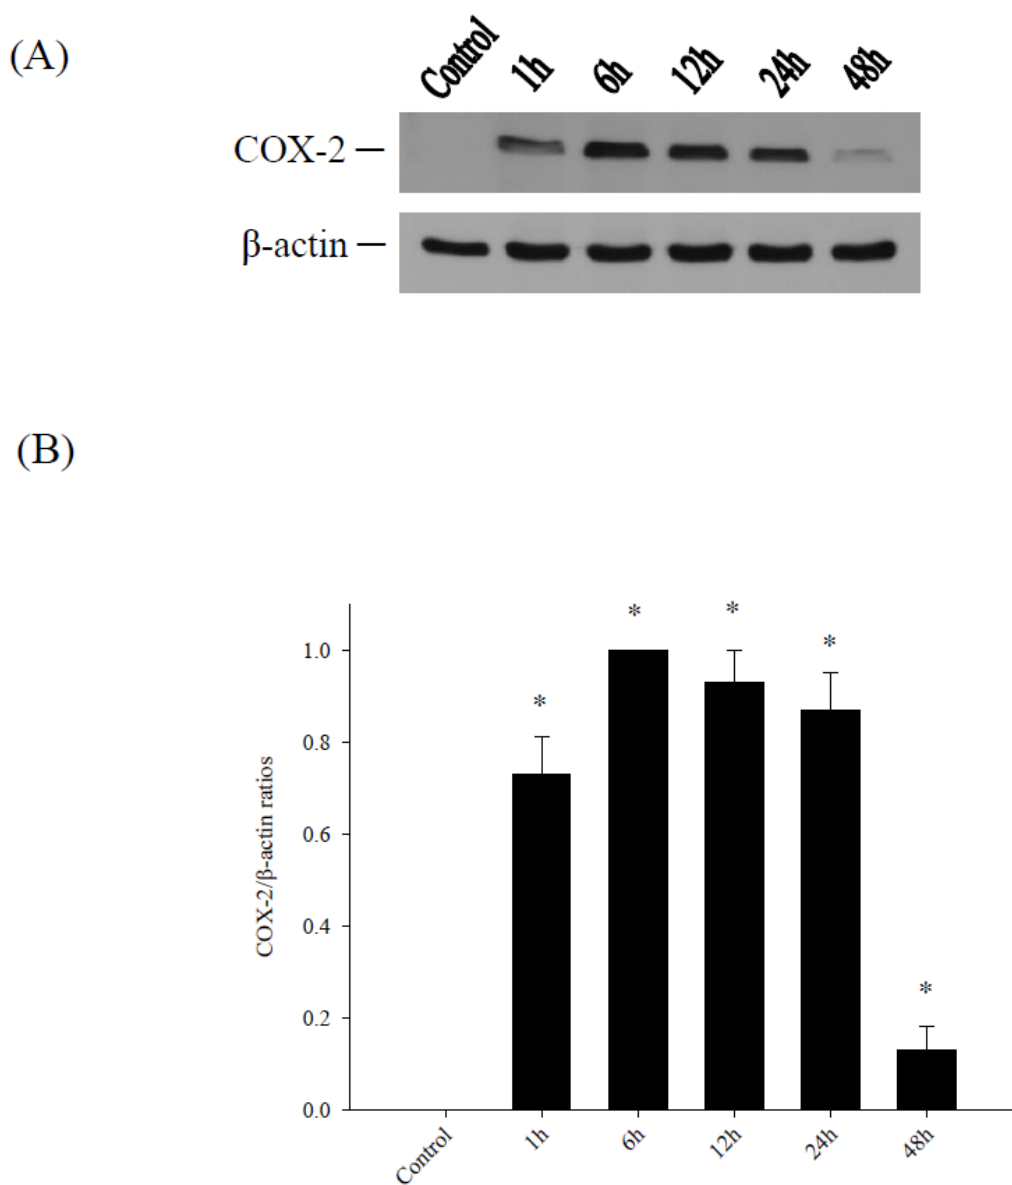 (A)
Control 1h 6h 12h 24h 48h
COX-2
β-actin
(B)
* * * * *
1.0
0.8
0.6
0.4
0.2
0.0
COX-2/β-actin ratios
Control 1h 6h 12h 24h 48h